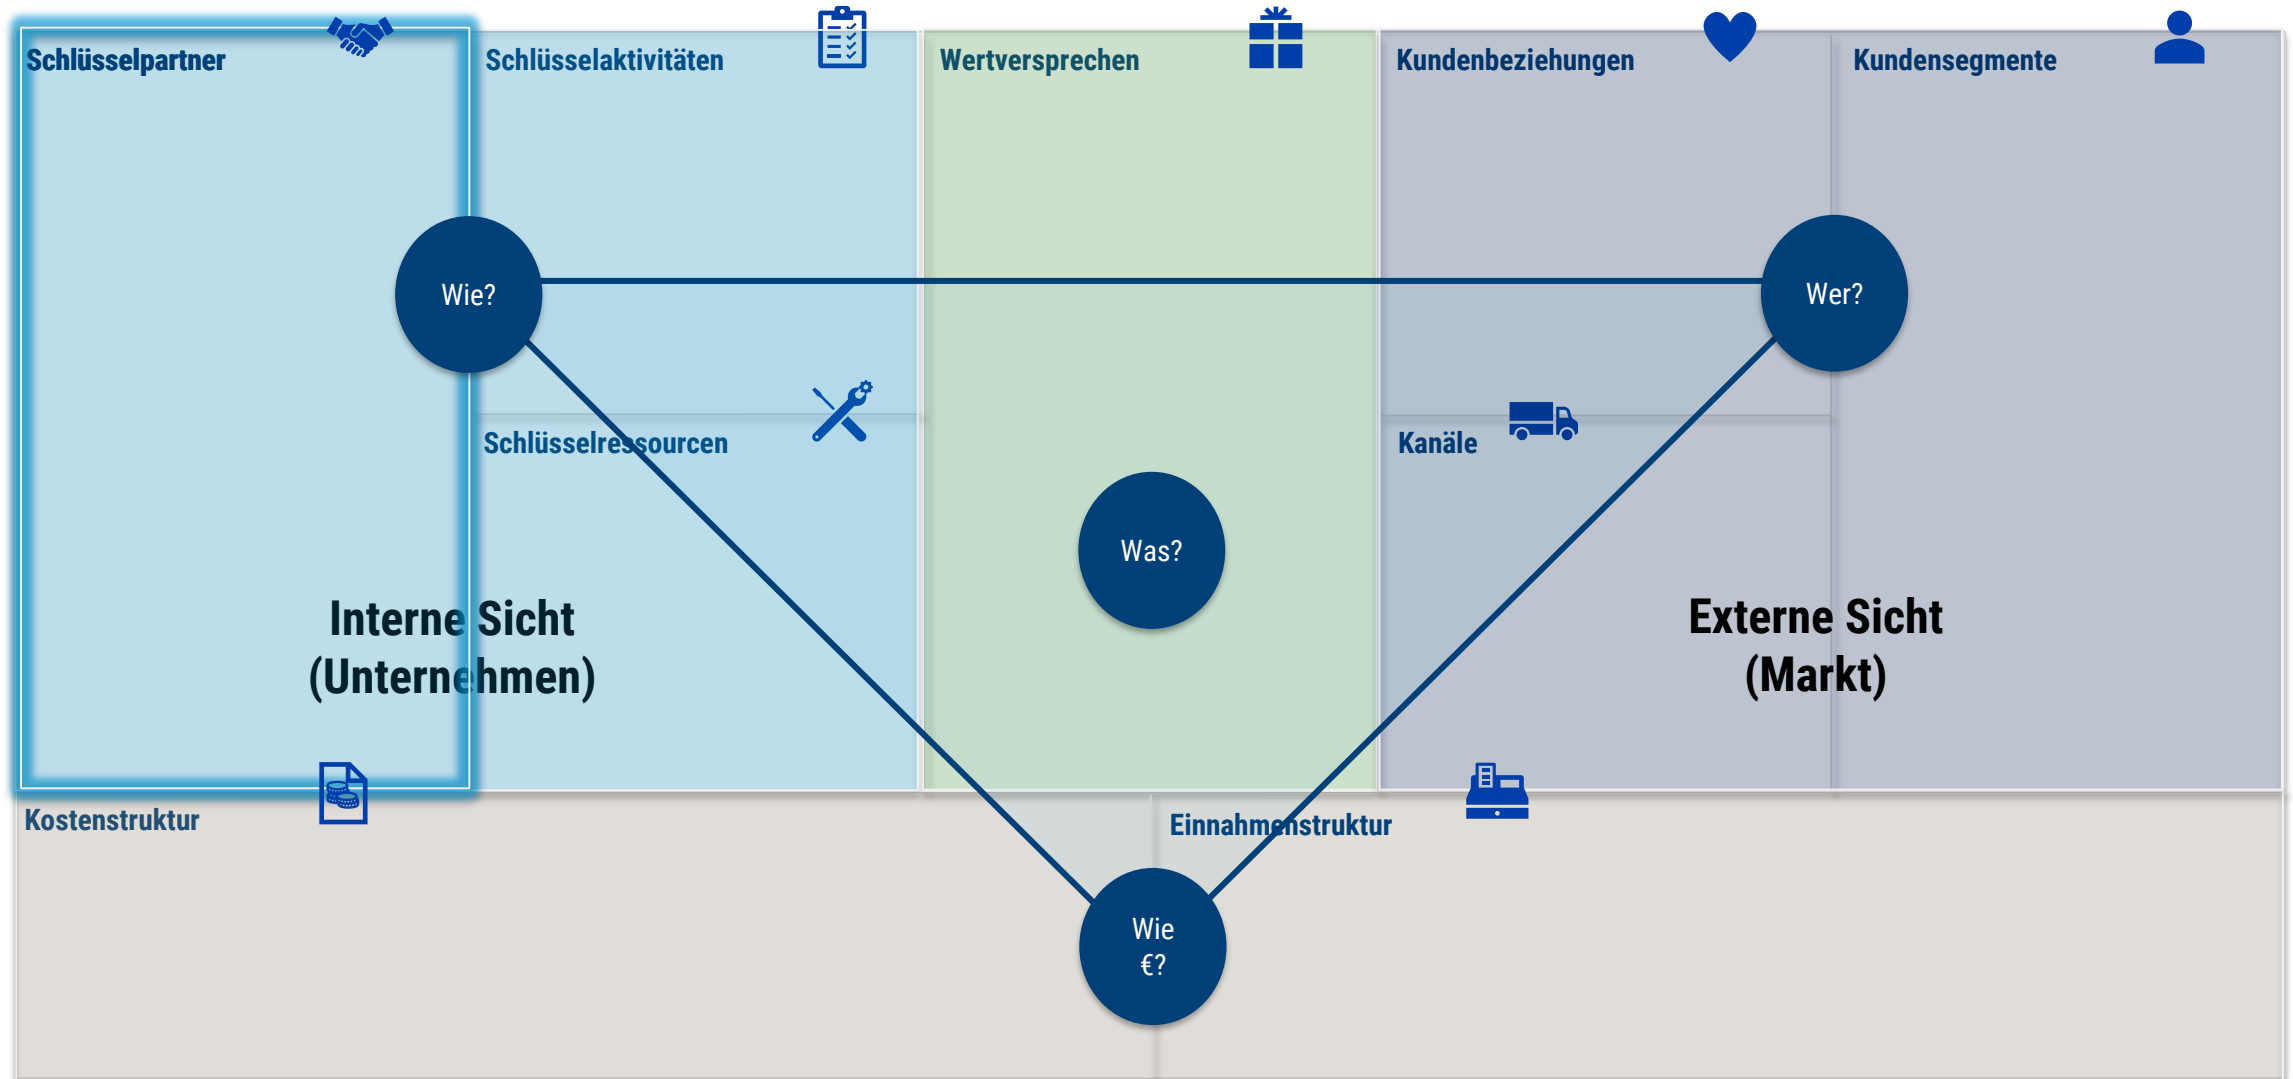 Schlüsselpartner
Schlüsselaktivitäten
Wertversprechen
Kundenbeziehungen
Kundensegmente
Wie?
Wer?
Schlüsselressourcen
Kanäle
Was?
Interne Sicht
(Unternehmen)
Externe Sicht
(Markt)
Kostenstruktur
Einnahmenstruktur
Wie
€?